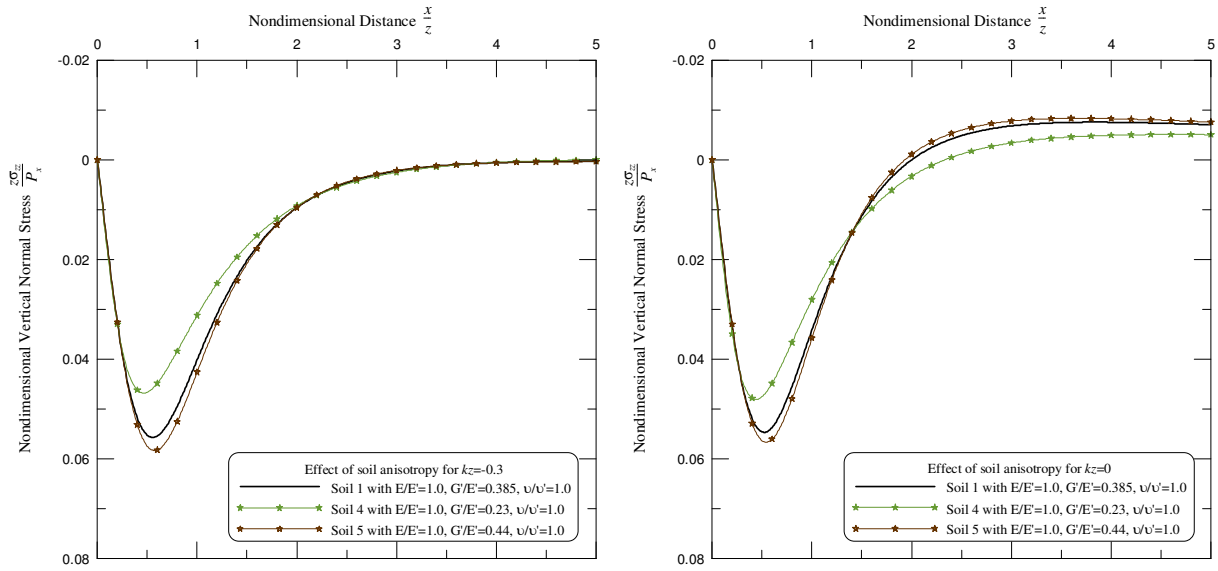 Nondimensional Distance x/z
0 1 2 3 4 5
-0.02
0
0.02
0.04
0.06
0.08
Nondimensional Vertical Normal Stress zσzz/Px
Effect of soil anisotropy for kz=-0.3
Soil 1 with E/E'=1.0, G'/E'=0.385, υ/υ'=1.0
Soil 4 with E/E'=1.0, G'/E'=0.23, υ/υ'=1.0
Soil 5 with E/E'=1.0, G'/E'=0.44, υ/υ'=1.0
Nondimensional Distance x/z
0 1 2 3 4 5
-0.02
0
0.02
0.04
0.06
0.08
Nondimensional Vertical Normal Stress zσzz/Px
Effect of soil anisotropy for kz=0
Soil 1 with E/E'=1.0, G'/E'=0.385, υ/υ'=1.0
Soil 4 with E/E'=1.0, G'/E'=0.23, υ/υ'=1.0
Soil 5 with E/E'=1.0, G'/E'=0.44, υ/υ'=1.0